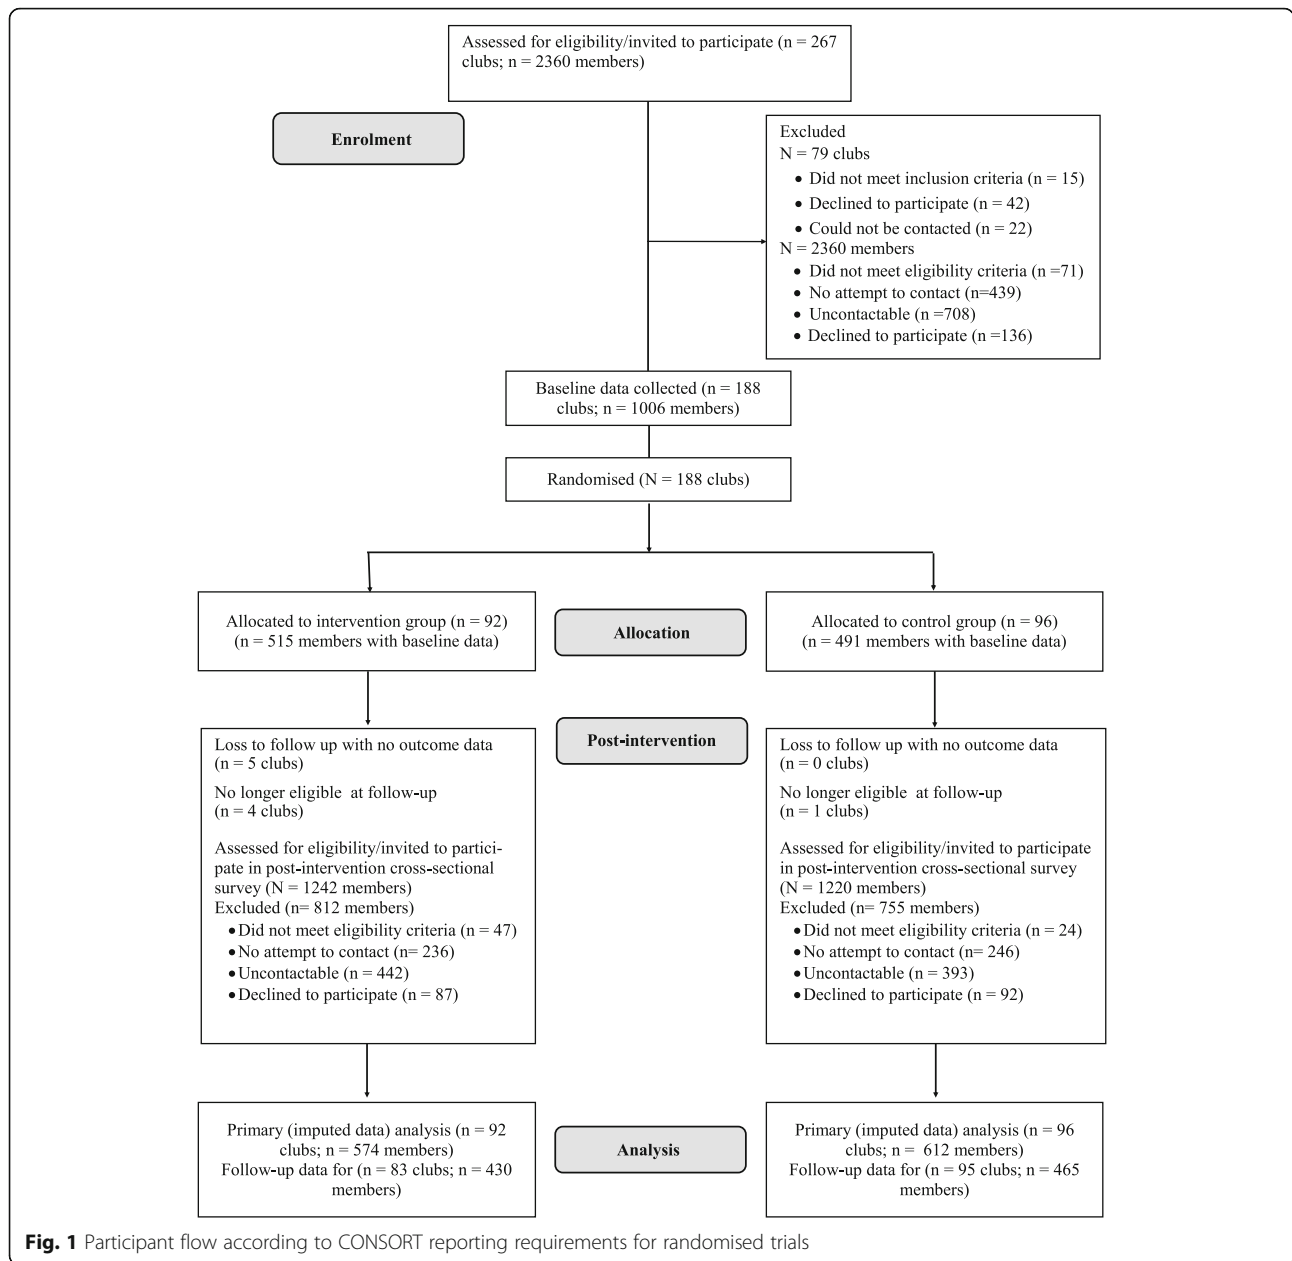 Assessed for eligibility/invited to participate (n = 267
clubs; n = 2360 members)
Enrolment
Excluded
N = 79 clubs
• Did not meet inclusion criteria (n = 15)
• Declined to participate (n = 42)
• Could not be contacted (n = 22)
N = 2360 members
• Did not meet eligibility criteria (n =71)
• No attempt to contact (n=439)
• Uncontactable (n =708)
• Declined to participate (n =136)
Baseline data collected (n = 188
clubs; n = 1006 members)
Randomised (N = 188 clubs)
Allocated to intervention group (n = 92)
(n = 515 members with baseline data)
Allocation
Allocated to control group (n = 96)
(n = 491 members with baseline data)
Post-intervention
Loss to follow up with no outcome data
(n = 5 clubs)
No longer eligible at follow-up
(n = 4 clubs)
Assessed for eligibility/invited to partici-
pate in post-intervention cross-sectional
survey (N = 1242 members)
Excluded (n= 812 members)
• Did not meet eligibility criteria (n = 47)
• No attempt to contact (n= 236)
• Uncontactable (n = 442)
• Declined to participate (n = 87)
Loss to follow up with no outcome data
(n = 0 clubs)
No longer eligible at follow-up
(n = 1 clubs)
Assessed for eligibility/invited to participate
in post-intervention cross-sectional survey
(N = 1220 members)
Excluded (n= 755 members)
• Did not meet eligibility criteria (n = 24)
• No attempt to contact (n= 246)
• Uncontactable (n = 393)
• Declined to participate (n = 92)
Primary (imputed data) analysis (n = 92
clubs; n = 574 members)
Follow-up data for (n = 83 clubs; n = 430
members)
Analysis
Primary (imputed data) analysis (n = 96
clubs; n = 612 members)
Follow-up data for (n = 95 clubs; n = 465
members)
Fig. 1 Participant flow according to CONSORT reporting requirements for randomised trials